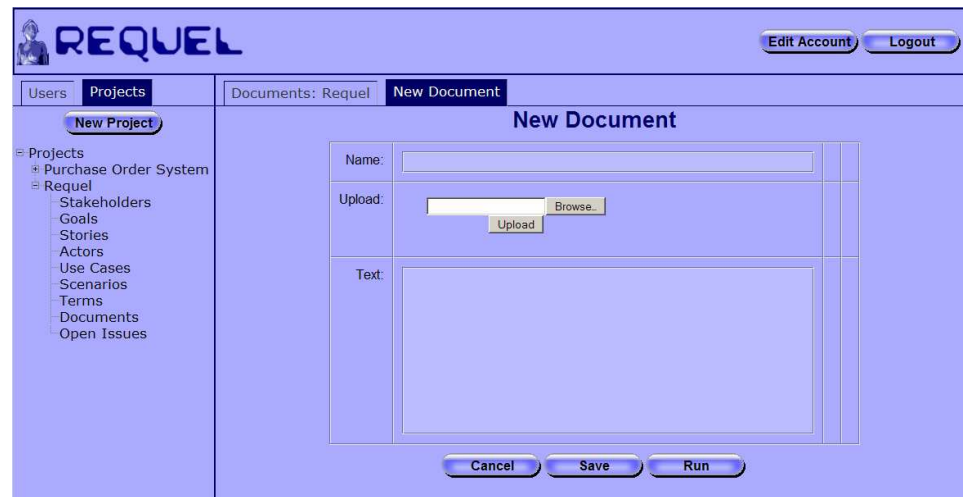 REQUEL
Edit Account
Logout
Users
Projects
Documents: Requel
New Document
New Project
New Document
Projects
Purchase Order System
Requel
Stakeholders
Goals
Stories
Actors
Use Cases
Scenarios
Terms
Documents
Open Issues
Name:
Upload:
Browse..
Upload
Text:
Cancel
Save
Run